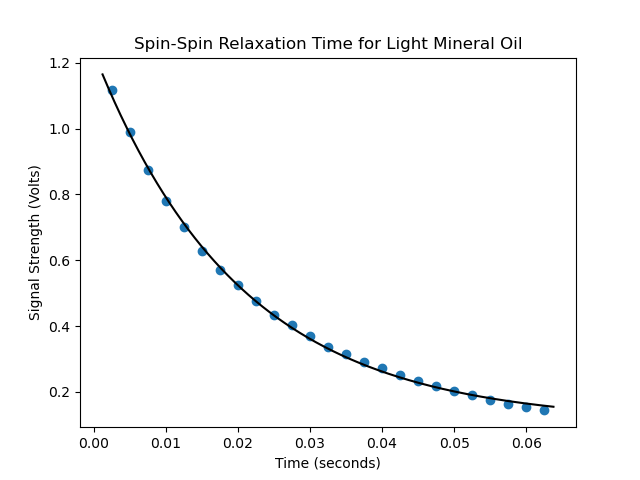 Spin-Spin Relaxation Time for Light Mineral Oil
1.2
1.0
0.8
0.6
0.4
0.2
Signal Strength (Volts)
0.00 0.01 0.02 0.03 0.04 0.05 0.06
Time (seconds)